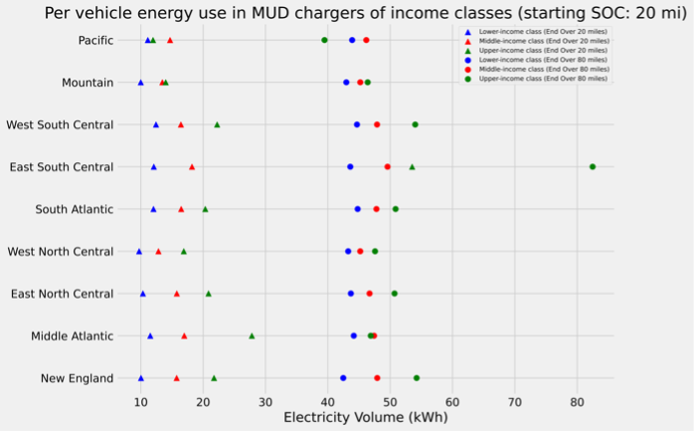 Per vehicle energy use in MUD chargers of income classes (starting SOC: 20 mi)
Lower-income class (End Over 20 miles)
Middle-income class (End Over 20 miles)
Upper-income class (End Over 20 miles)
Lower-income class (End Over 80 miles)
Middle-income class (End Over 80 miles)
Upper-income class (End Over 80 miles)
Pacific
Mountain
West South Central
East South Central
South Atlantic
West North Central
East North Central
Middle Atlantic
New England
10 20 30 40 50 60 70 80
Electricity Volume (kWh)